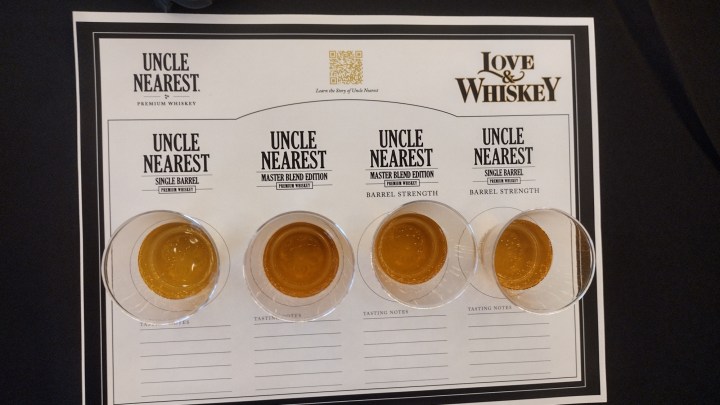 UNCLE
NEAREST.
PREMIUM WHISKEY
Learn the Story of Uncle Nearest
LOVE
&
WHISKEY
UNCLE
NEAREST
SINGLE BARREL
PREMIUM WHISKEY
UNCLE
NEAREST
MASTER BLEND EDITION
PREMIUM WHISKEY
UNCLE
NEAREST
MASTER BLEND EDITION
PREMIUM WHISKEY
BARREL STRENGTH
UNCLE
NEAREST
SINGLE BARREL
PREMIUM WHISKEY
BARREL STRENGTH
TASTING NOTES
TASTING NOTES
TASTING NOTES
TASTING NOTES